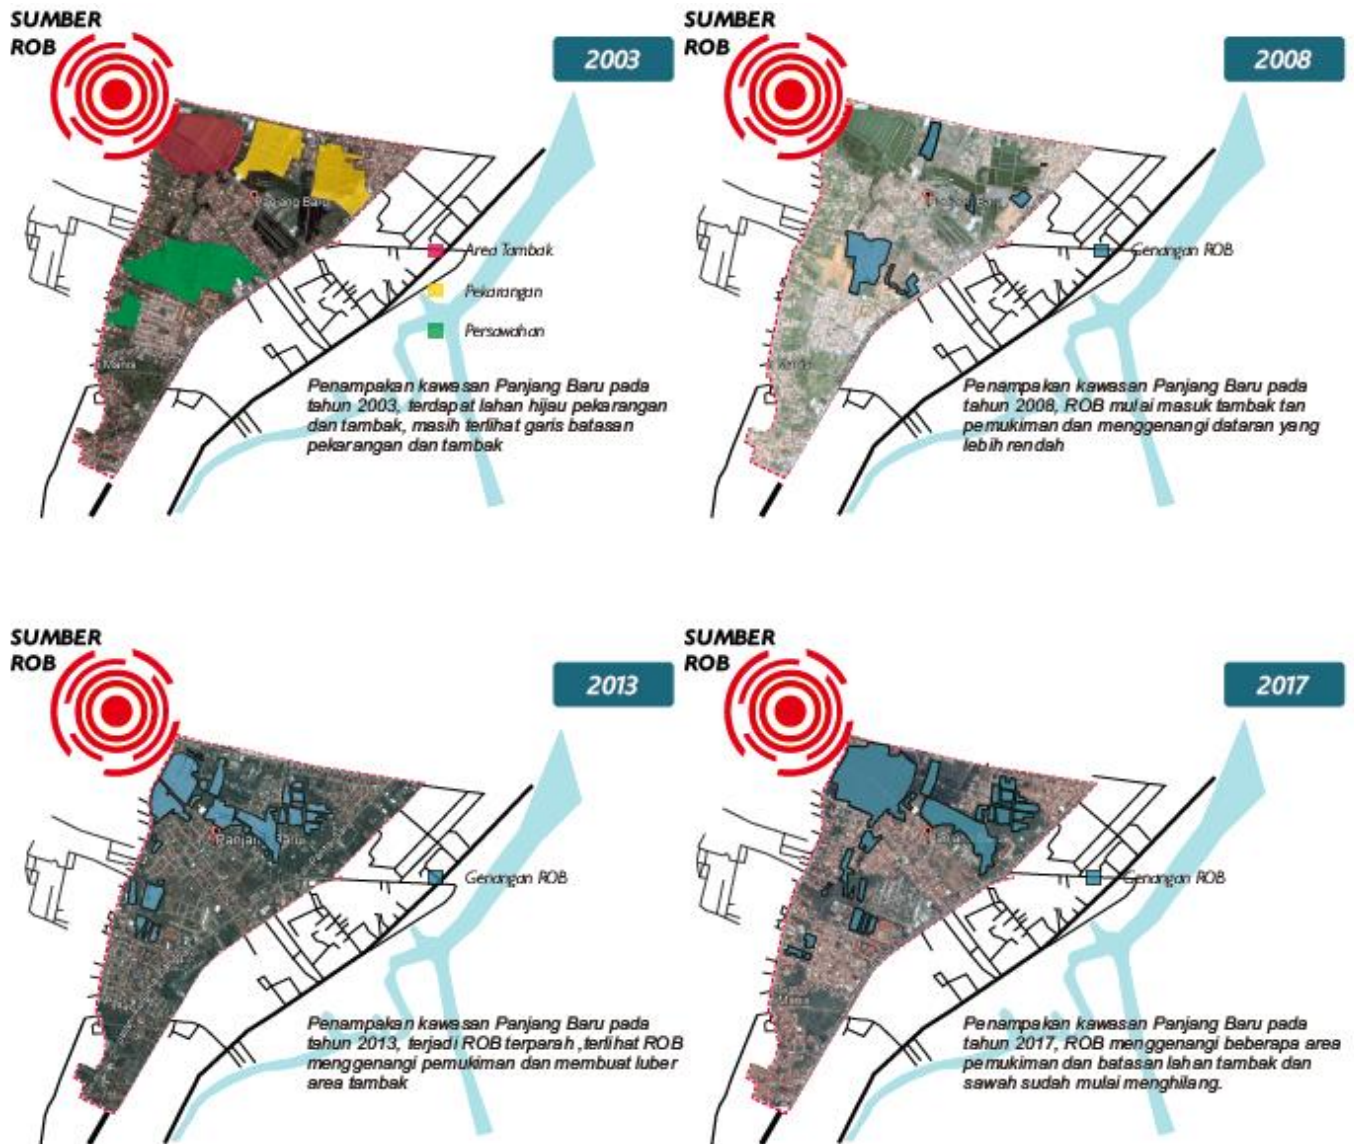 SUMBER
ROB
2003
Panjang Baru
Area Tambak
Pekarangan
Persawahan
Penampakan kawasan Panjang Baru pada
tahun 2003, terdapat lahan hijau pekarangan
dan tambak, masih terlihat garis batasan
pekarangan dan tambak
SUMBER
ROB
2008
Genangan ROB
Penampakan kawasan Panjang Baru pada
tahun 2008, ROB mulai masuk tambak tan
pemukiman dan menggenangi dataran yang
lebih rendah
SUMBER
ROB
2013
Panjang Baru
Genangan ROB
Penampakan kawasan Panjang Baru pada
tahun 2013, terjadi ROB terparah ,terlihat ROB
menggenangi pemukiman dan membuat luber
area tambak
SUMBER
ROB
2017
Genangan ROB
Penampakan kawasan Panjang Baru pada
tahun 2017, ROB menggenangi beberapa area
pemukiman dan batasan lahan tambak dan
sawah sudah mulai menghilang.